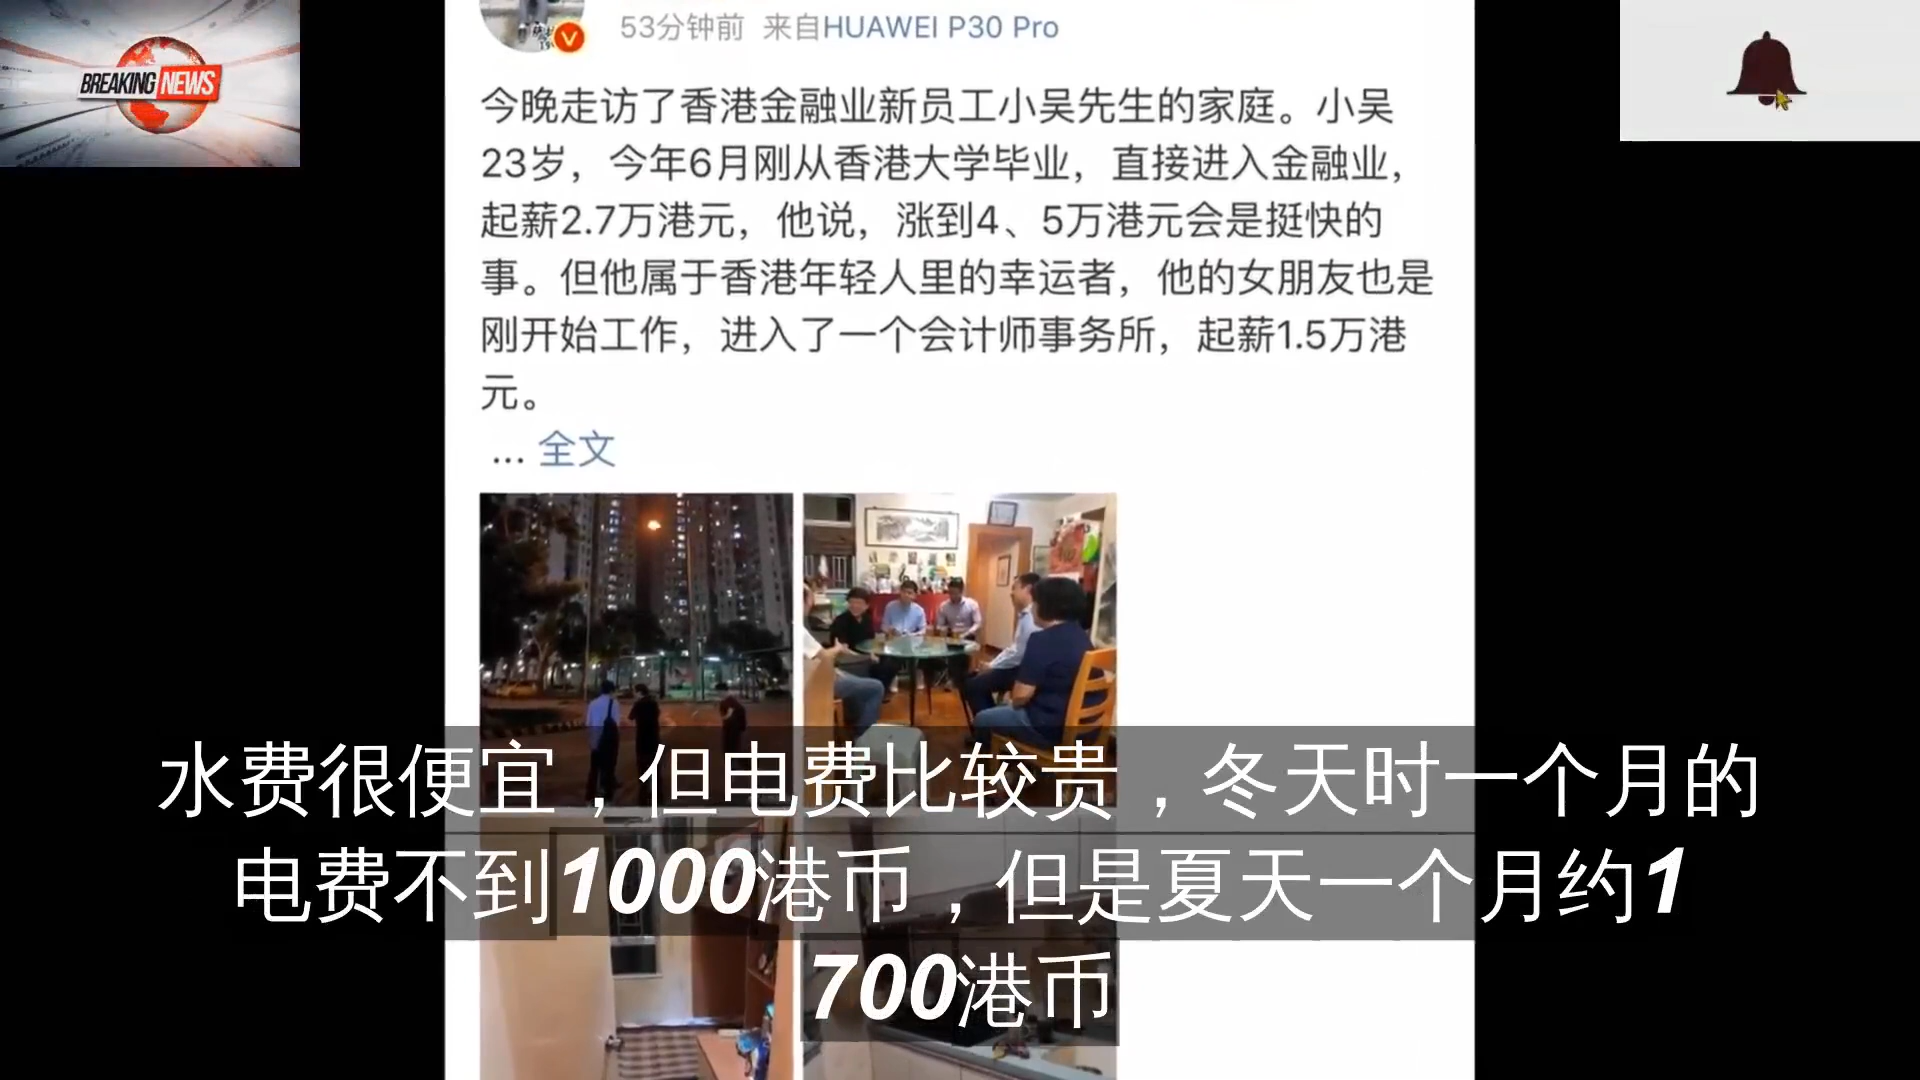 BREAKING NEWS
53分钟前 来自HUAWEI P30 Pro
今晚走访了香港金融业新员工小吴先生的家庭。小吴
23岁，今年6月刚从香港大学毕业，直接进入金融业，
起薪2.7万港元，他说，涨到4、5万港元会是挺快的
事。但他属于香港年轻人里的幸运者，他的女朋友也是
刚开始工作，进入了一个会计师事务所，起薪1.5万港
元。
... 全文
水费很便宜，但电费比较贵，冬天时一个月的
电费不到1000港币，但是夏天一个月约1
700港币